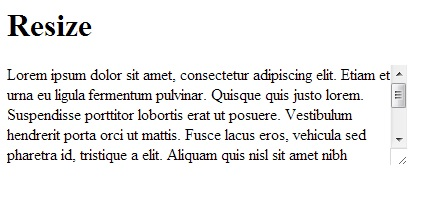 Resize
Lorem ipsum dolor sit amet, consectetur adipiscing elit. Etiam et
urna eu ligula fermentum pulvinar. Quisque quis justo lorem.
Suspendisse porttitor lobortis erat ut posuere. Vestibulum
hendrerit porta orci ut mattis. Fusce lacus eros, vehicula sed
pharetra id, tristique a elit. Aliquam quis nisl sit amet nibh